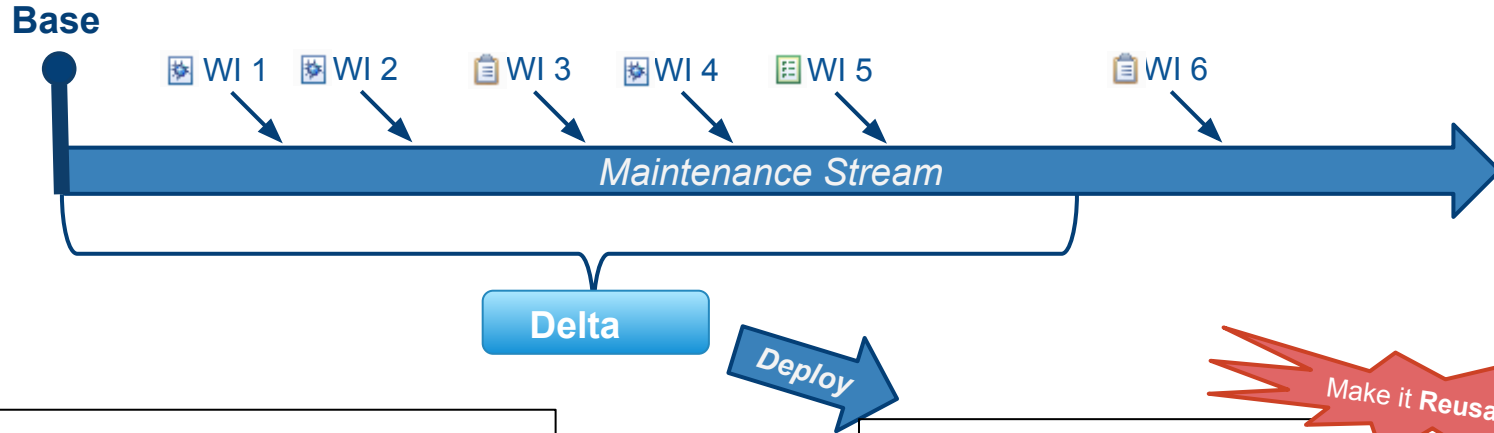 Base
WI 1
WI 2
WI 3
WI 4
WI 5
WI 6
Maintenance Stream
Delta
Deploy
Make it